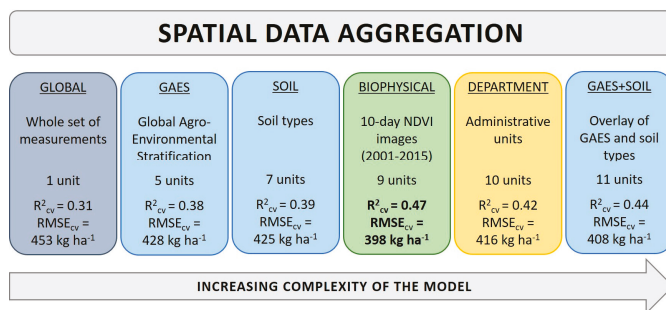 SPATIAL DATA AGGREGATION
GLOBAL
Whole set of
measurements
1 unit
R²cv = 0.31
RMSEcv =
453 kg ha⁻¹
GAES
Global Agro-
Environmental
Stratification
5 units
R²cv = 0.38
RMSEcv =
428 kg ha⁻¹
SOIL
Soil types
7 units
R²cv = 0.39
RMSEcv =
425 kg ha⁻¹
BIOPHYSICAL
10-day NDVI
images
(2001-2015)
9 units
R²cv = 0.47
RMSEcv =
398 kg ha⁻¹
DEPARTMENT
Administrative
units
10 units
R²cv = 0.42
RMSEcv =
416 kg ha⁻¹
GAES+SOIL
Overlay of
GAES and soil
types
11 units
R²cv = 0.44
RMSEcv =
408 kg ha⁻¹
INCREASING COMPLEXITY OF THE MODEL